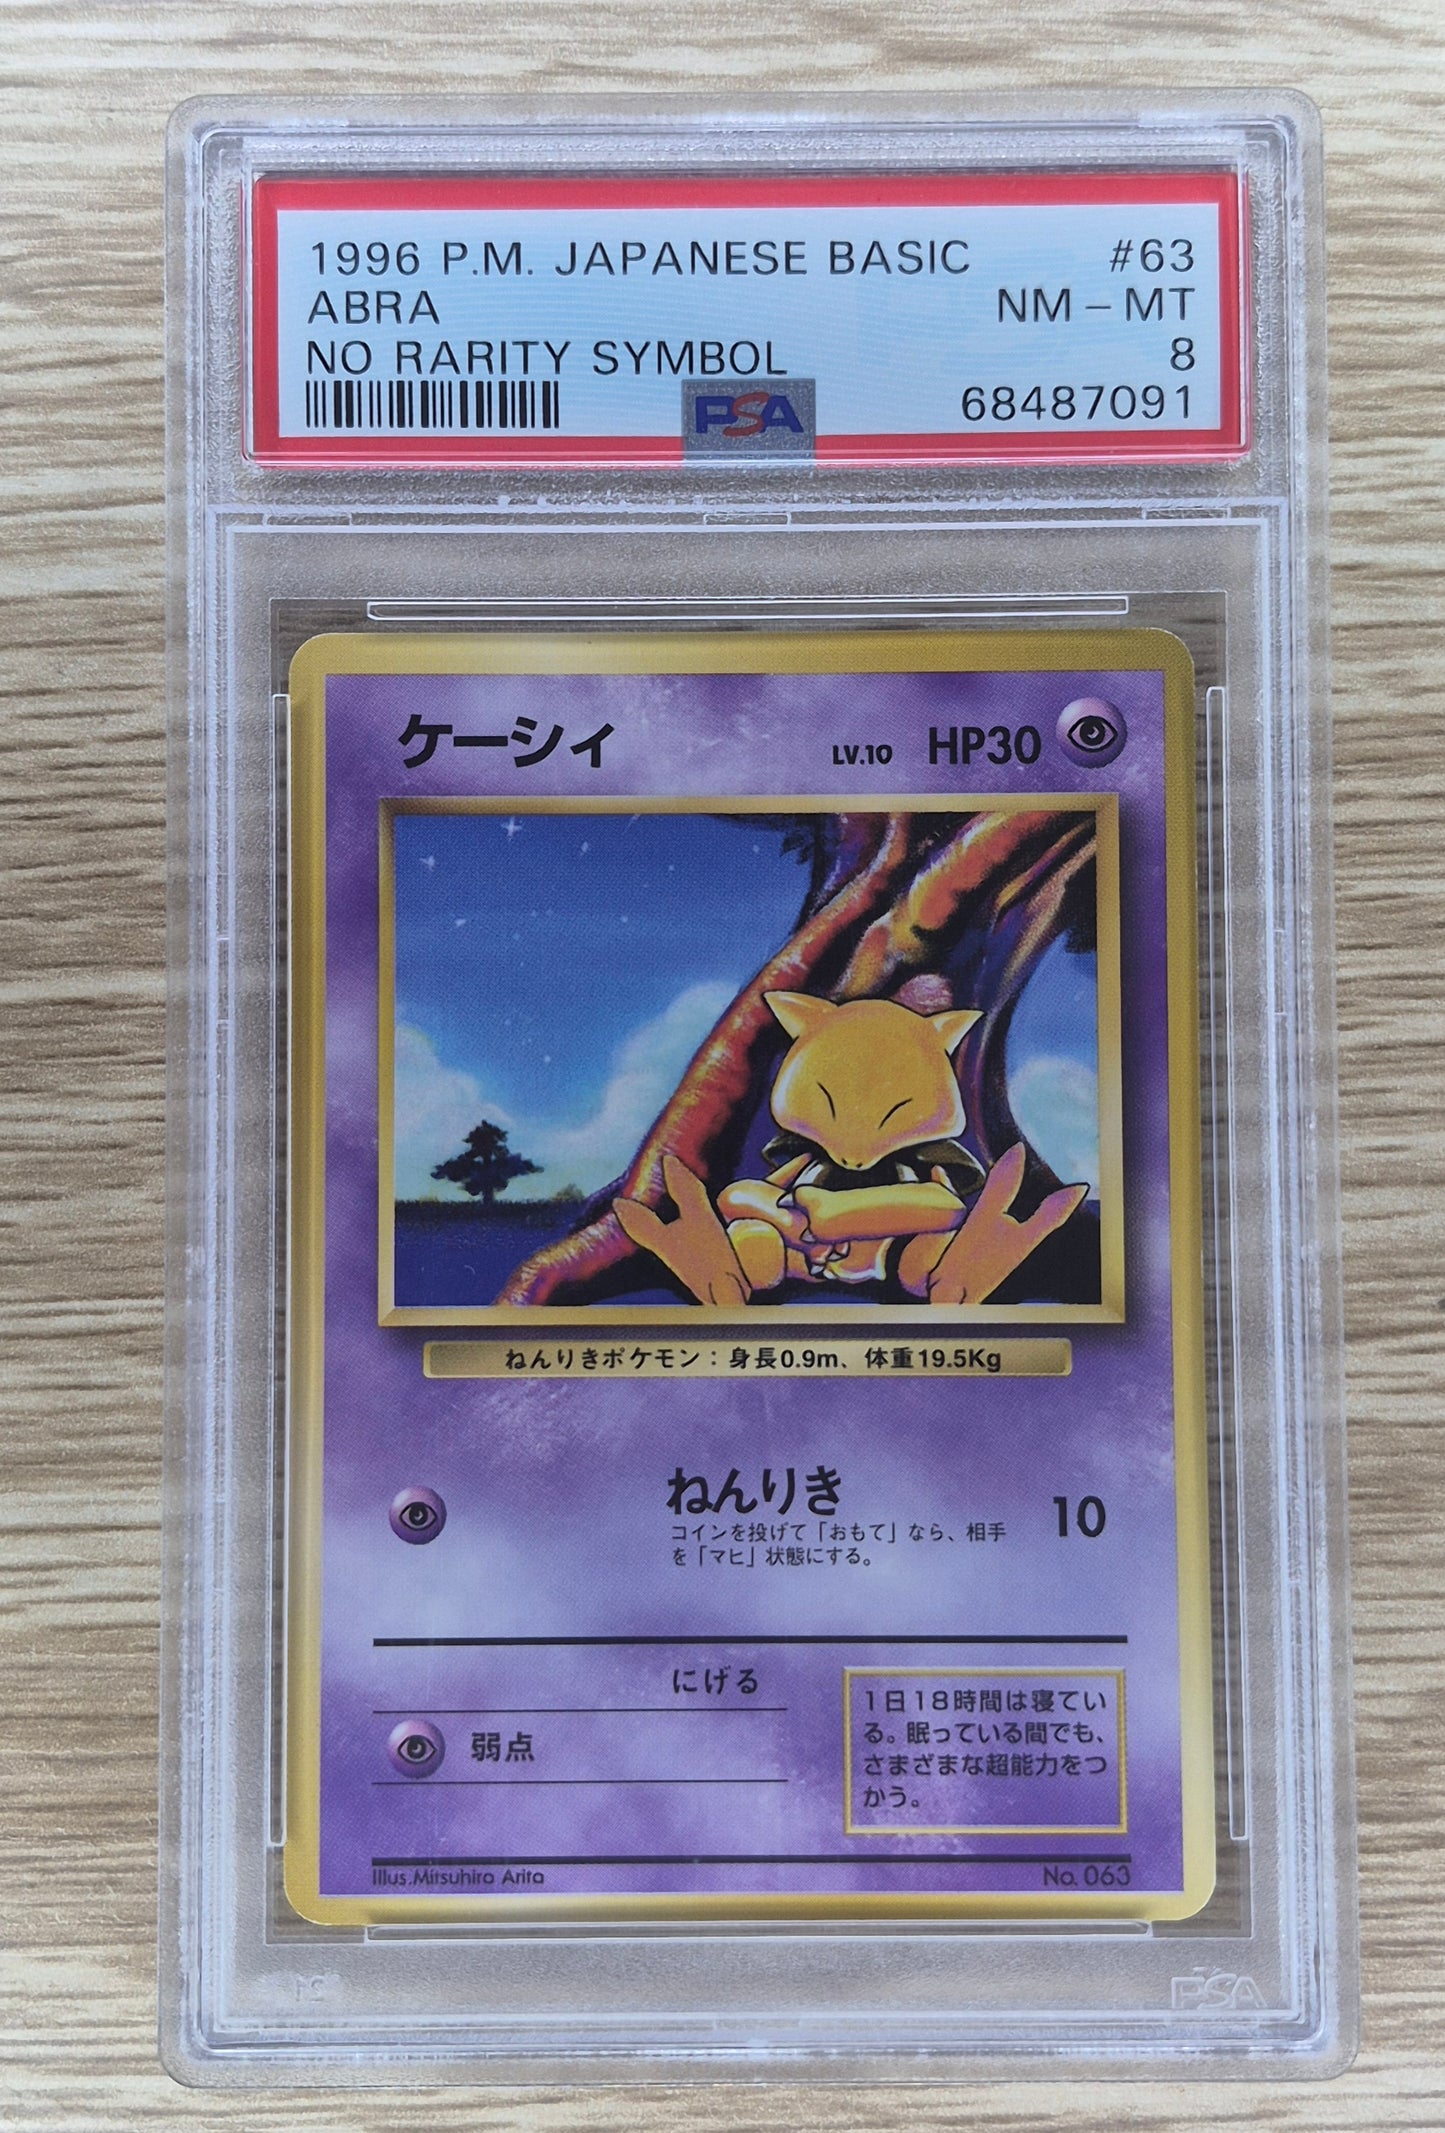 1996 P.M. JAPANESE BASIC #63
ABRA NM-MT
NO RARITY SYMBOL 8
PSA 68487091
ケーシィ LV.10 HP30
ねんりきポケモン：身長0.9m、体重19.5Kg
ねんりき 10
コインを投げて「おもて」なら、相手
を「マヒ」状態にする。
にげる
弱点
1日18時間は寝てい
る。眠っている間でも、
さまざまな超能力をつ
かう。
Illus.Mitsuhiro Arita No. 063
PSA